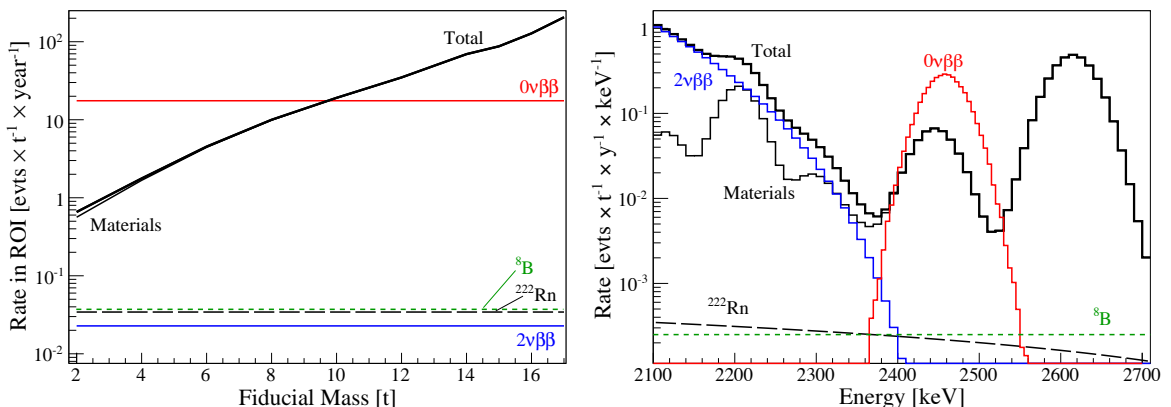 Rate in ROI [evts × t⁻¹ × year⁻¹]
10²
10
1
10⁻¹
10⁻²
Total
0νββ
Materials
⁸B
²²²Rn
2νββ
2 4 6 8 10 12 14 16
Fiducial Mass [t]
Rate [evts × t⁻¹ × y⁻¹ × keV⁻¹]
1
10⁻¹
10⁻²
10⁻³
Total
0νββ
2νββ
Materials
²²²Rn
⁸B
2100 2200 2300 2400 2500 2600 2700
Energy [keV]